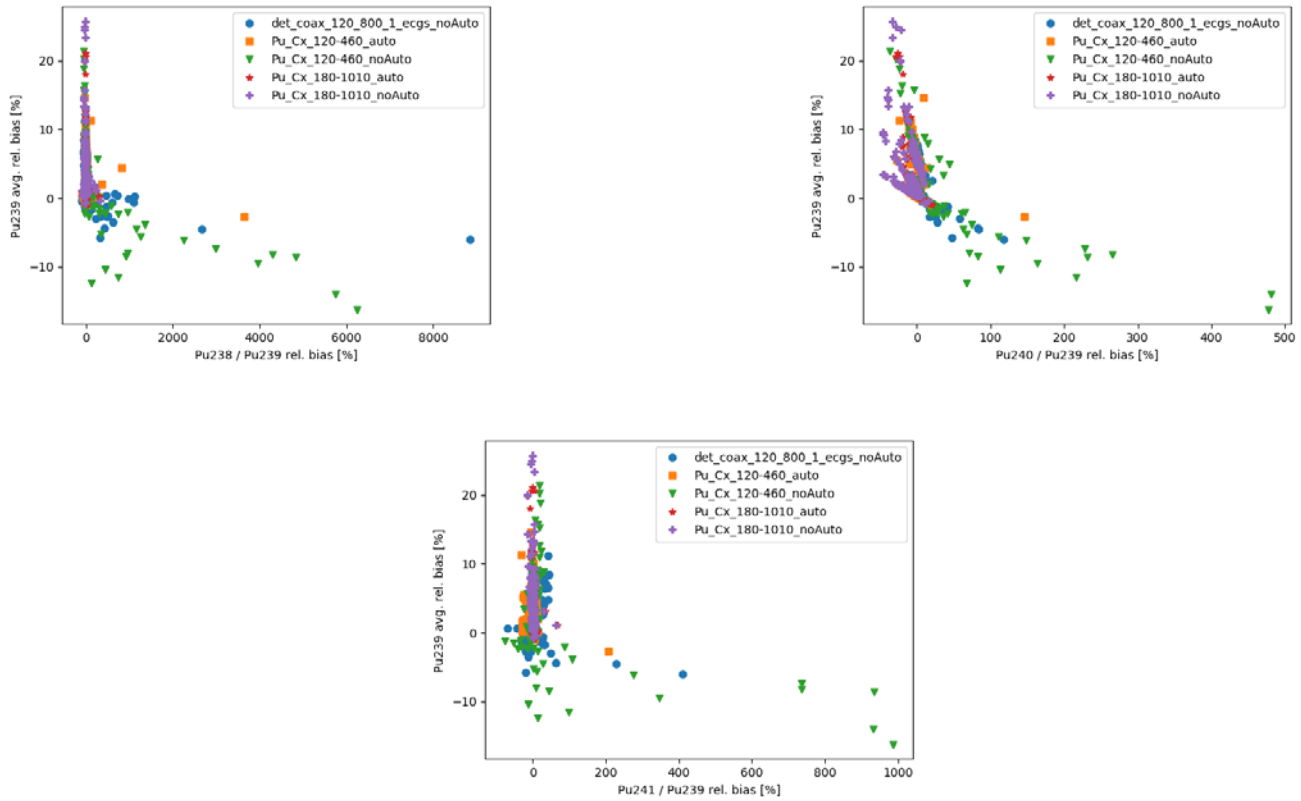 det_coax_120_800_1_ecgs_noAuto
Pu_Cx_120-460_auto
Pu_Cx_120-460_noAuto
Pu_Cx_180-1010_auto
Pu_Cx_180-1010_noAuto
Pu239 avg. rel. bias [%]
20
10
0
−10
0 2000 4000 6000 8000
Pu238 / Pu239 rel. bias [%]
det_coax_120_800_1_ecgs_noAuto
Pu_Cx_120-460_auto
Pu_Cx_120-460_noAuto
Pu_Cx_180-1010_auto
Pu_Cx_180-1010_noAuto
Pu239 avg. rel. bias [%]
20
10
0
−10
0 100 200 300 400 500
Pu240 / Pu239 rel. bias [%]
det_coax_120_800_1_ecgs_noAuto
Pu_Cx_120-460_auto
Pu_Cx_120-460_noAuto
Pu_Cx_180-1010_auto
Pu_Cx_180-1010_noAuto
Pu239 avg. rel. bias [%]
20
10
0
−10
0 200 400 600 800 1000
Pu241 / Pu239 rel. bias [%]